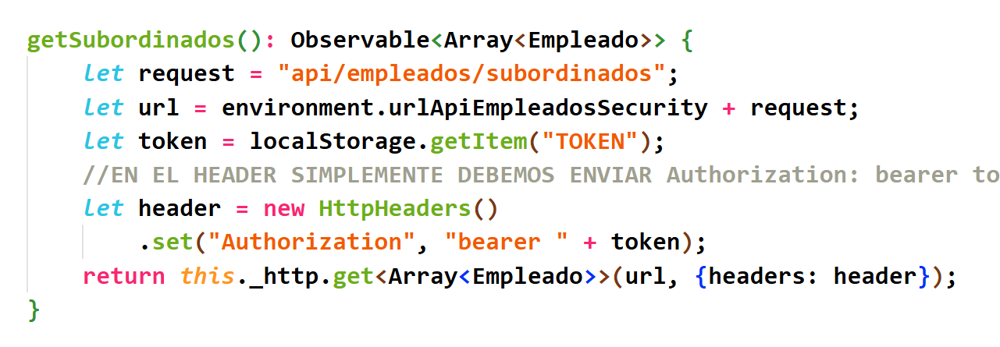 getSubordinados(): Observable<Array<Empleado>> {
let request = "api/empleados/subordinados";
let url = environment.urlApiEmpleadosSecurity + request;
let token = localStorage.getItem("TOKEN");
//EN EL HEADER SIMPLEMENTE DEBEMOS ENVIAR Authorization: bearer to
let header = new HttpHeaders()
.set("Authorization", "bearer " + token);
return this._http.get<Array<Empleado>>(url, {headers: header});
}